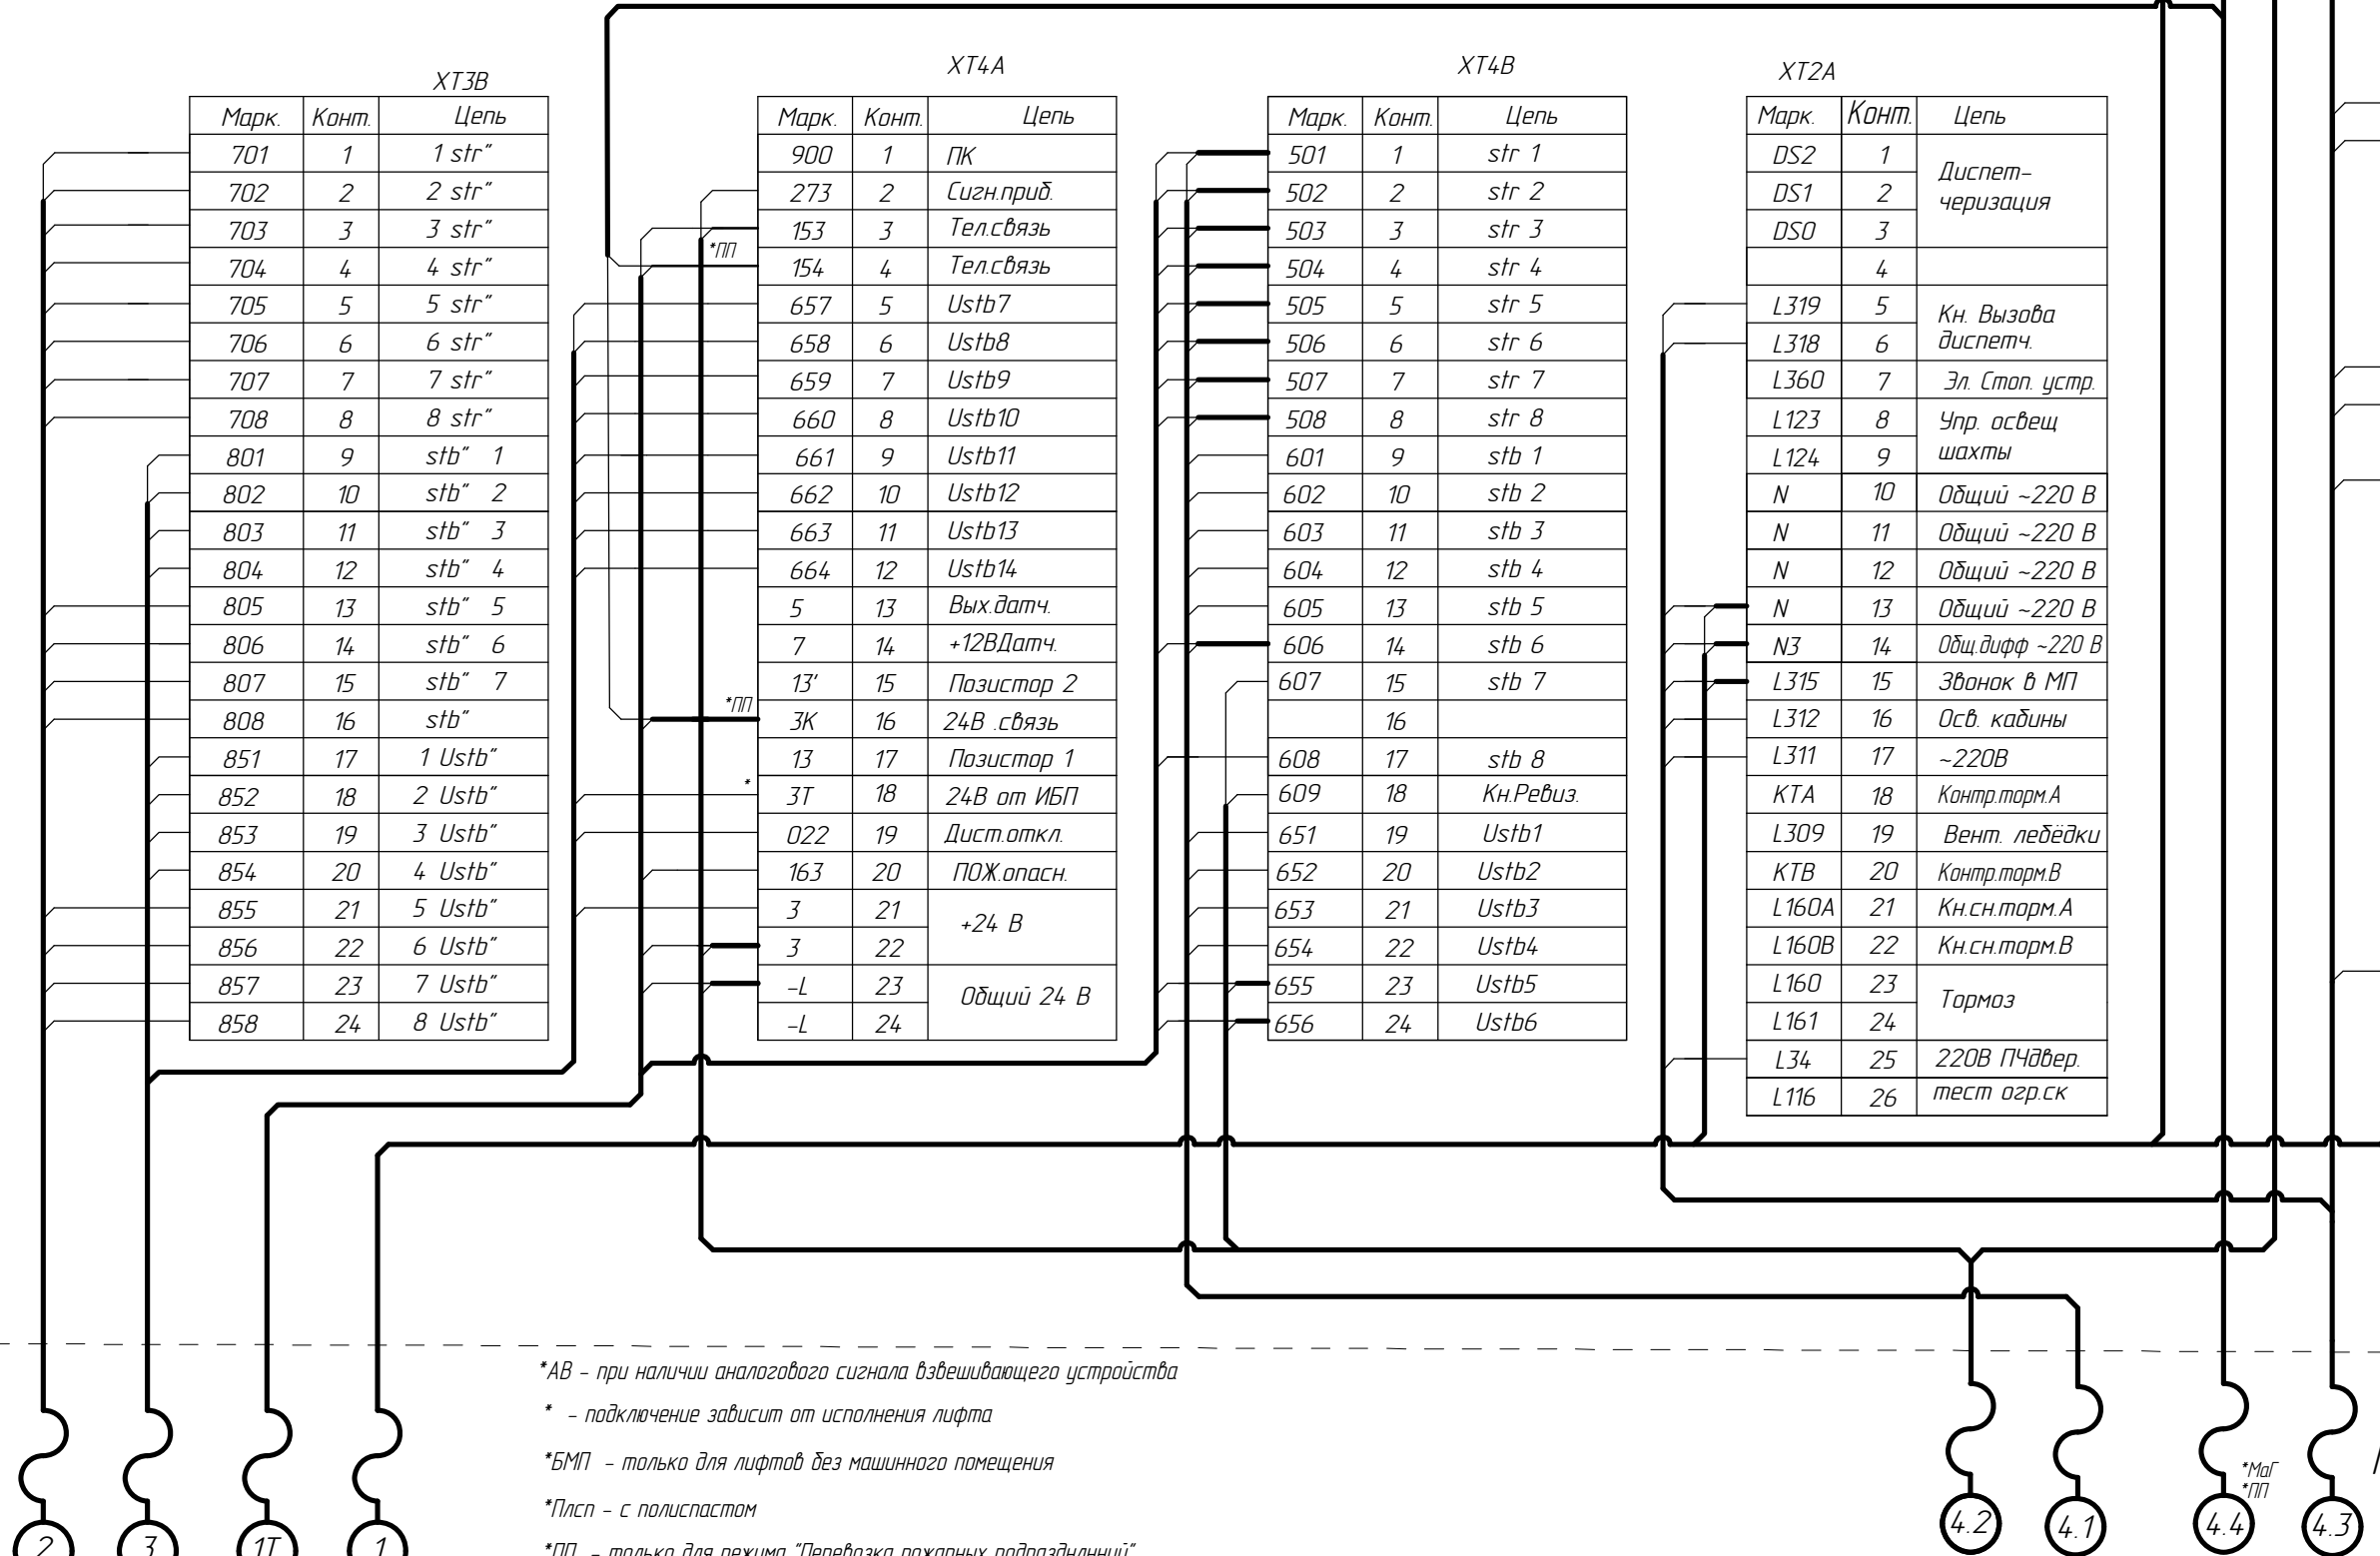 XT3B
Марк. Конт. Цепь
701 1 1 str"
702 2 2 str"
703 3 3 str"
704 4 4 str"
705 5 5 str"
706 6 6 str"
707 7 7 str"
708 8 8 str"
801 9 stb" 1
802 10 stb" 2
803 11 stb" 3
804 12 stb" 4
805 13 stb" 5
806 14 stb" 6
807 15 stb" 7
808 16 stb"
851 17 1 Ustb"
852 18 2 Ustb"
853 19 3 Ustb"
854 20 4 Ustb"
855 21 5 Ustb"
856 22 6 Ustb"
857 23 7 Ustb"
858 24 8 Ustb"
XT4A
Марк. Конт. Цепь
900 1 ПК
273 2 Сигн.приб.
153 3 Тел.связь
*ПП
154 4 Тел.связь
657 5 Ustb7
658 6 Ustb8
659 7 Ustb9
660 8 Ustb10
661 9 Ustb11
662 10 Ustb12
663 11 Ustb13
664 12 Ustb14
5 13 Вых.датч.
7 14 +12ВДатч.
13' 15 Позистор 2
*ПП
3К 16 24В .связь
13 17 Позистор 1
*
3Т 18 24В от ИБП
022 19 Дист.откл.
163 20 ПОЖ.опасн.
3 21 +24 В
3 22
-L 23 Общий 24 В
-L 24
XT4B
Марк. Конт. Цепь
501 1 str 1
502 2 str 2
503 3 str 3
504 4 str 4
505 5 str 5
506 6 str 6
507 7 str 7
508 8 str 8
601 9 stb 1
602 10 stb 2
603 11 stb 3
604 12 stb 4
605 13 stb 5
606 14 stb 6
607 15 stb 7
16
608 17 stb 8
609 18 Кн.Ревиз.
651 19 Ustb1
652 20 Ustb2
653 21 Ustb3
654 22 Ustb4
655 23 Ustb5
656 24 Ustb6
XT2A
Марк. Конт. Цепь
DS2 1 Диспет-
DS1 2 черизация
DS0 3
4
L319 5 Кн. Вызова
L318 6 диспетч.
L360 7 Эл. Стоп. устр.
L123 8 Упр. освещ
L124 9 шахты
N 10 Общий ~220 В
N 11 Общий ~220 В
N 12 Общий ~220 В
N 13 Общий ~220 В
N3 14 Общ.дифф ~220 В
L315 15 Звонок в МП
L312 16 Осв. кабины
L311 17 ~220В
КТА 18 Контр.торм.А
L309 19 Вент. лебёдки
КТВ 20 Контр.торм.В
L160А 21 Кн.сн.торм.А
L160В 22 Кн.сн.торм.В
L160 23 Тормоз
L161 24
L34 25 220В ПЧдвер.
L116 26 тест огр.ск
*АВ - при наличии аналогового сигнала взвешивающего устройства
* - подключение зависит от исполнения лифта
*БМП - только для лифтов без машинного помещения
*Плсп - с полиспастом
*ПП - только для режима "Перевозка пожарных подраздилнний"
2
3
1Т
1
4.2
4.1
*МаГ
*ПП
4.4
4.3